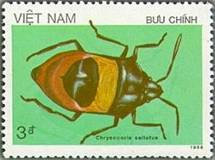 VIỆT NAM BƯU CHÍNH
3đ
Chrysocoris sellatus
1986